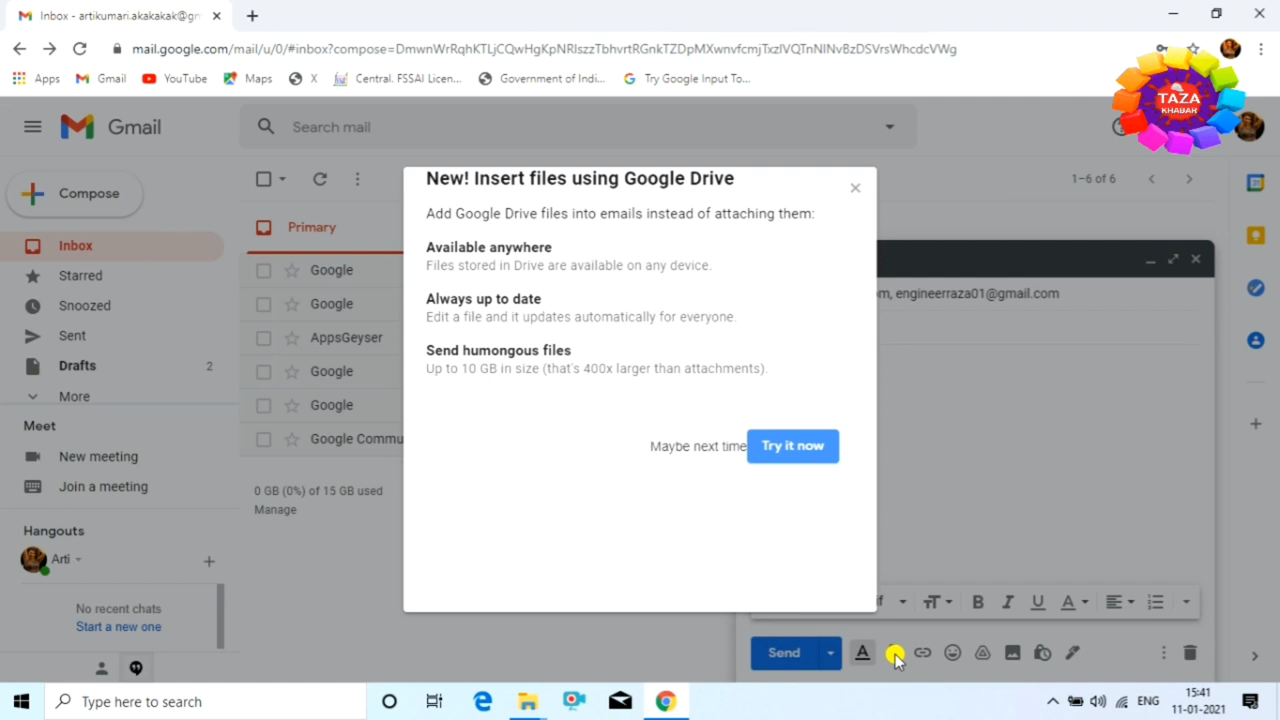 Inbox - artikumari.akakakak@gm
mail.google.com/mail/u/0/#inbox?compose=DmwnWrRqhKTLjCQwHgKpNRlszzTbhvrtRGnkTZDpMXwnvfcmjTxzlVQTnNlNvBzDSVrsWhcdcVWg
Apps Gmail YouTube Maps X Central. FSSAI Licen... Government of Indi... Try Google Input To...
TAZA
KHABAR
Gmail
Search mail
Compose
1–6 of 6
Inbox
Starred
Snoozed
Sent
Drafts 2
More
Meet
New meeting
Join a meeting
Hangouts
Arti
No recent chats
Start a new one
Primary
Google
Google
AppsGeyser
Google
Google
Google Commu
0 GB (0%) of 15 GB used
Manage
New! Insert files using Google Drive
Add Google Drive files into emails instead of attaching them:
Available anywhere
Files stored in Drive are available on any device.
Always up to date
Edit a file and it updates automatically for everyone.
Send humongous files
Up to 10 GB in size (that's 400x larger than attachments).
Maybe next time Try it now
m, engineerraza01@gmail.com
Send
Type here to search
ENG
15:41
11-01-2021